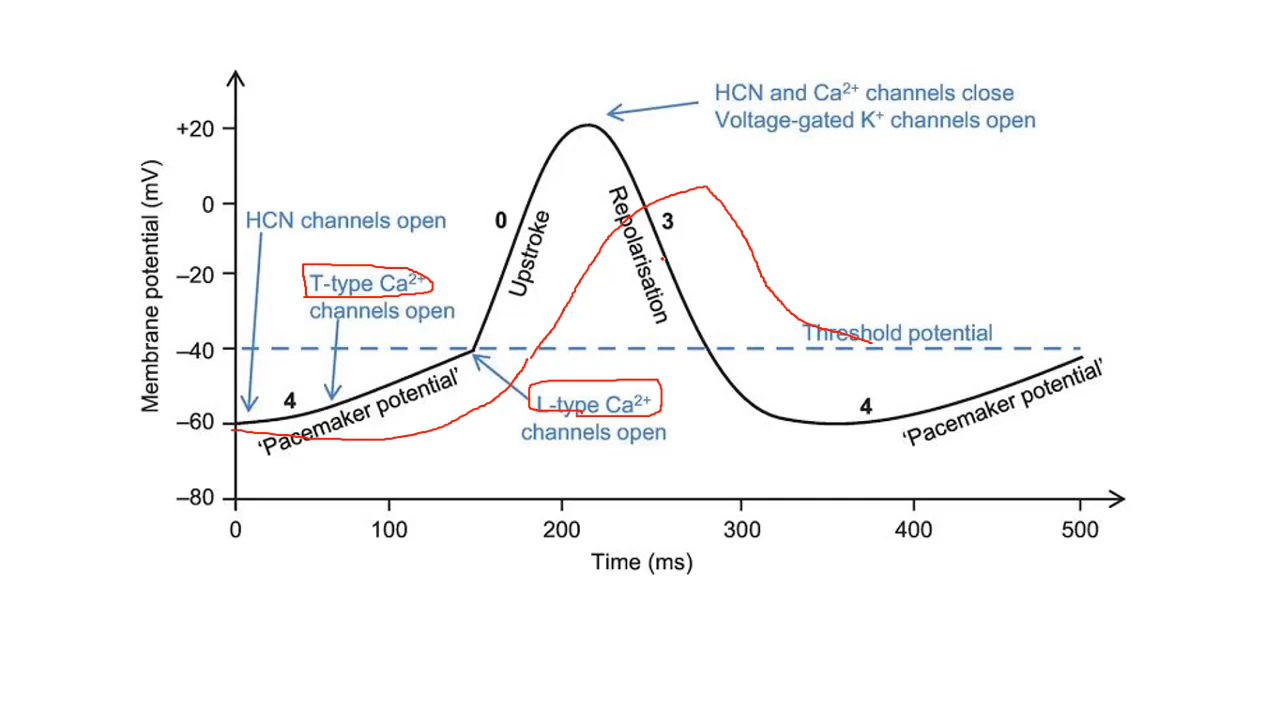 HCN and Ca²⁺ channels close
Voltage-gated K⁺ channels open
+20
0
–20
–40
–60
–80
Membrane potential (mV)
HCN channels open
T-type Ca²⁺
channels open
4
'Pacemaker potential'
0
Upstroke
Repolarisation
3
L-type Ca²⁺
channels open
Threshold potential
4
'Pacemaker potential'
0 100 200 300 400 500
Time (ms)